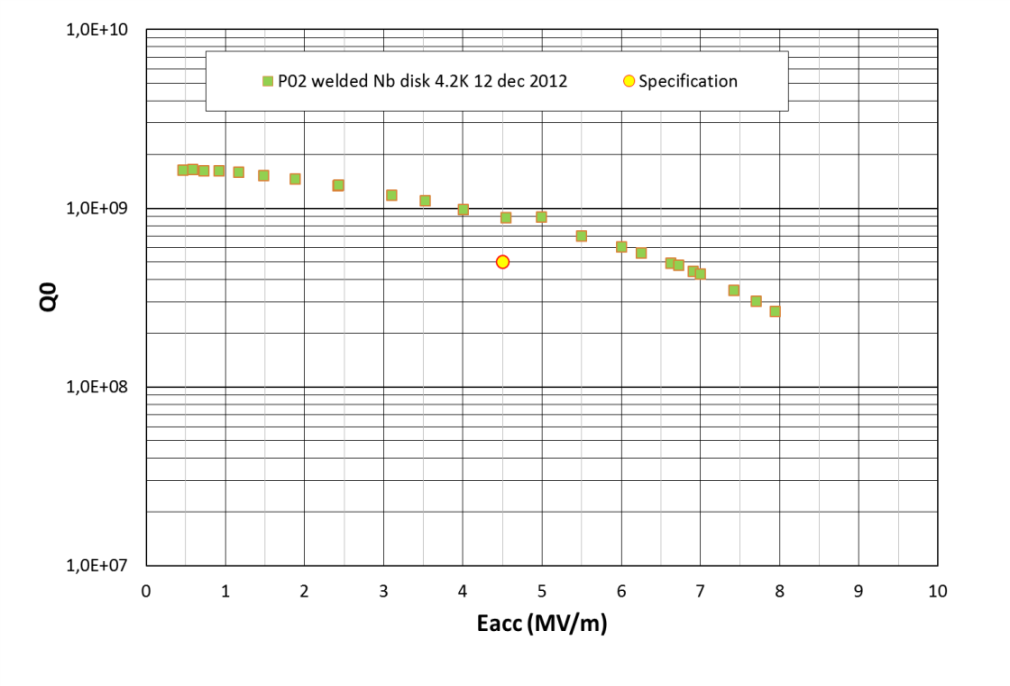 1,0E+10
P02 welded Nb disk 4.2K 12 dec 2012 Specification
1,0E+09
Q0
1,0E+08
1,0E+07
0 1 2 3 4 5 6 7 8 9 10
Eacc (MV/m)